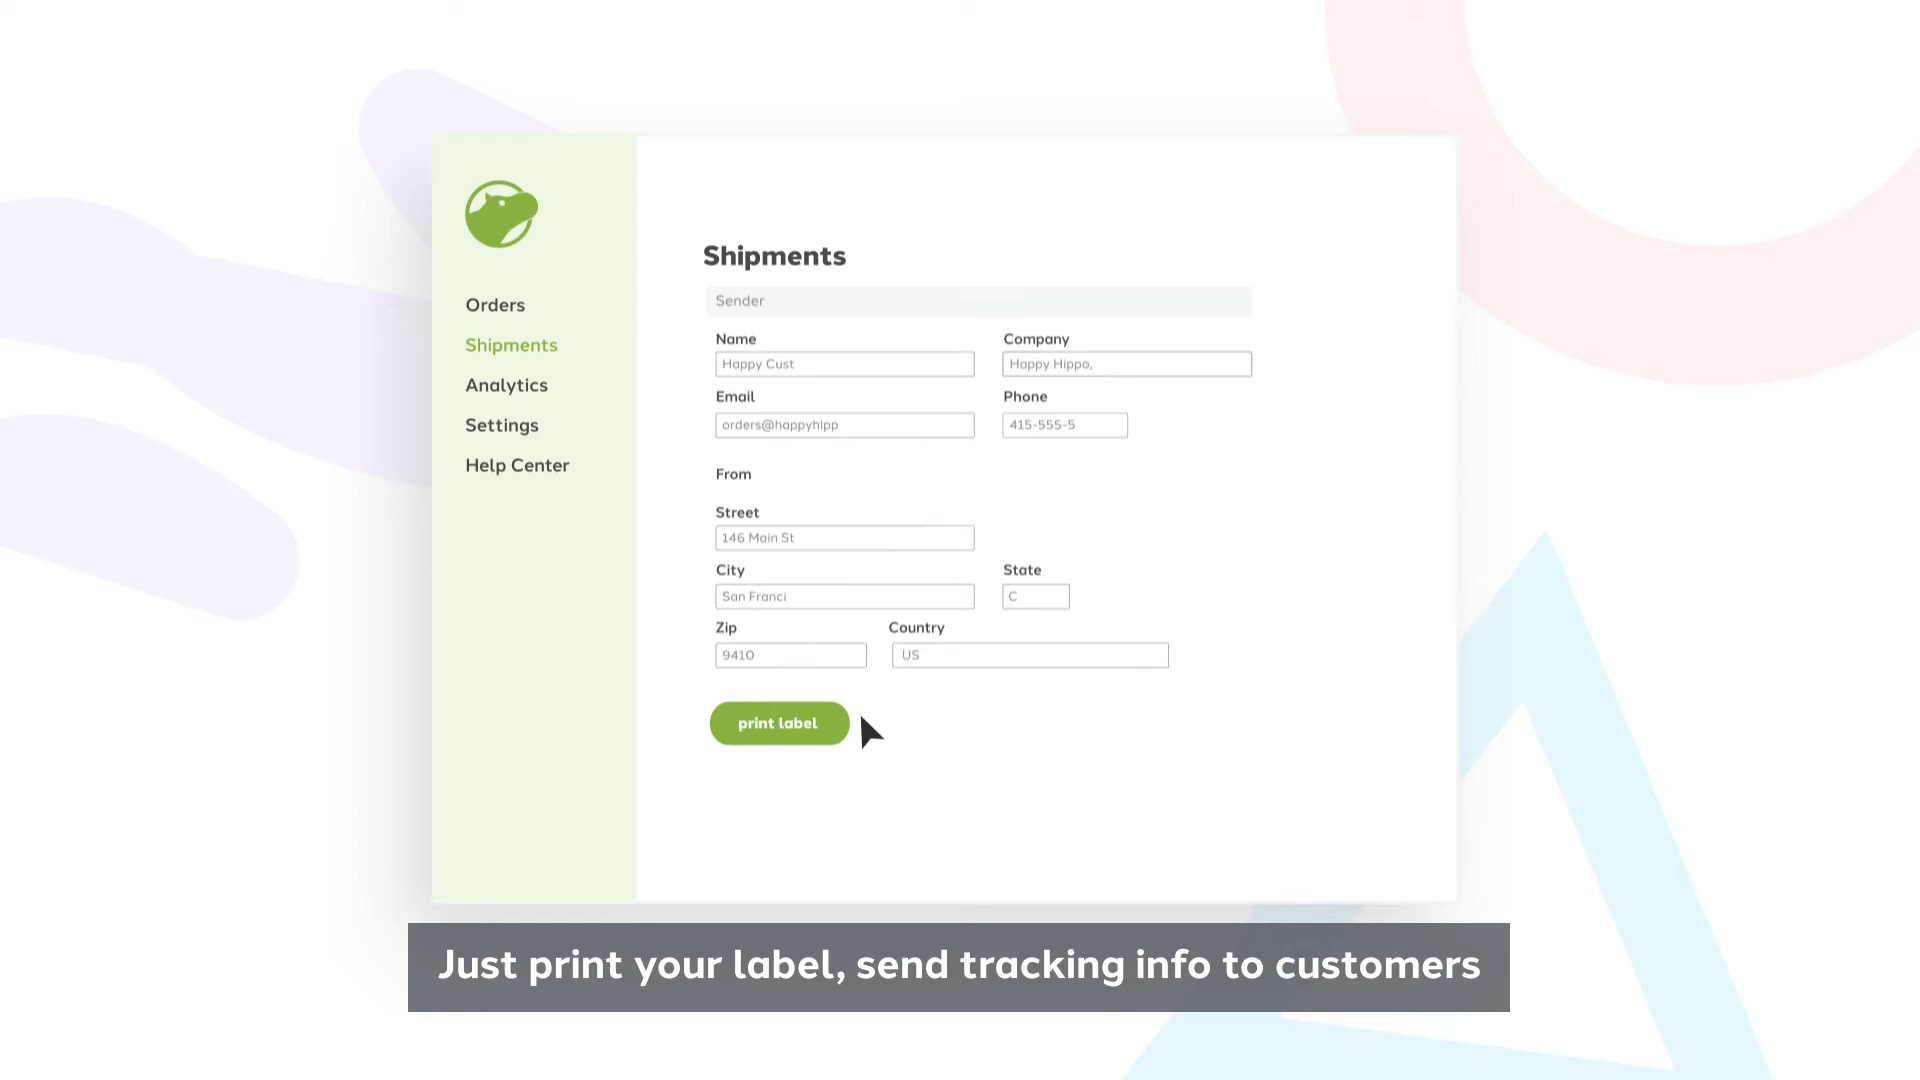 Orders
Shipments
Analytics
Settings
Help Center
Shipments
Sender
Name Company
Happy Cust Happy Hippo,
Email Phone
orders@happyhipp 415-555-5
From
Street
146 Main St
City State
San Franci C
Zip Country
9410 US
print label
Just print your label, send tracking info to customers